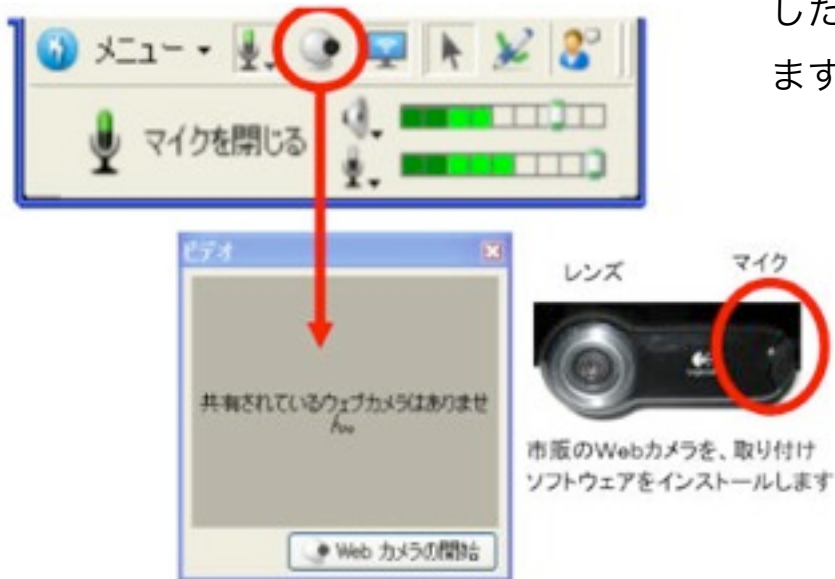 した
ます
メニュー
マイクを閉じる
ビデオ
共有されているウェブカメラはありませ
ん。
Web カメラの開始
レンズ
マイク
市販のWebカメラを、取り付け
ソフトウェアをインストールします